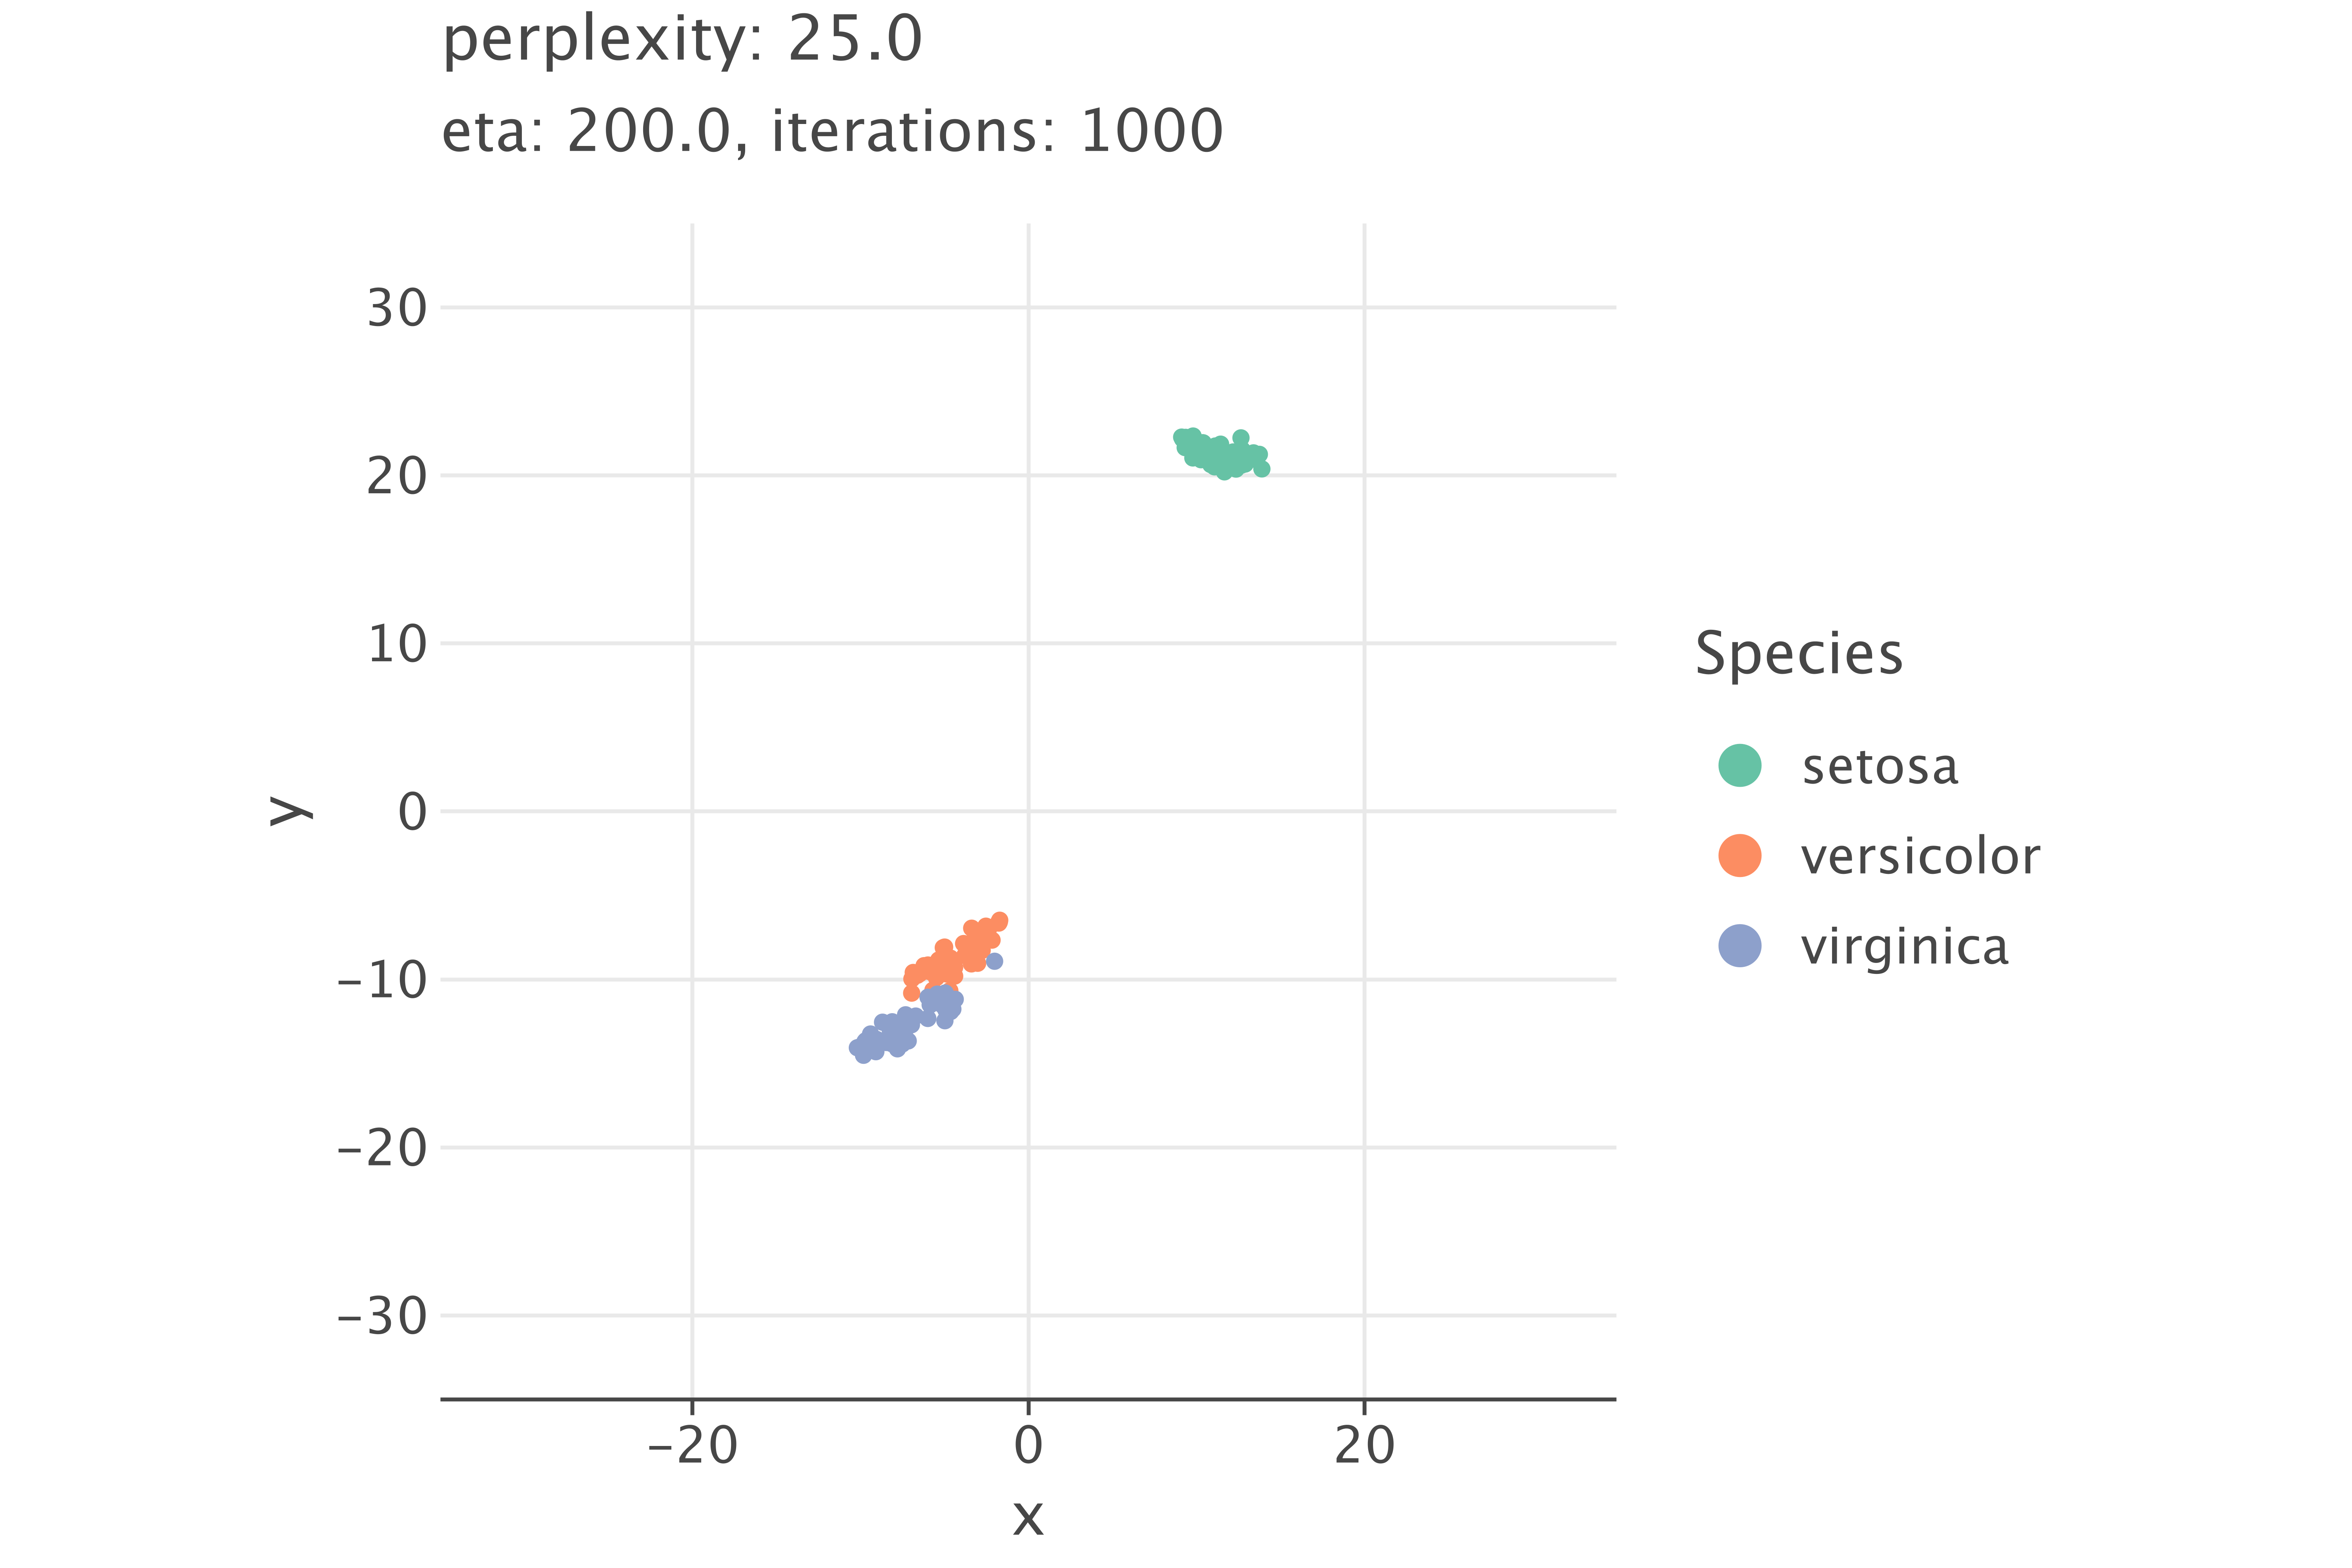 perplexity: 25.0
eta: 200.0, iterations: 1000
30
20
10
0
−10
−20
−30
y
−20
0
20
x
Species
setosa
versicolor
virginica